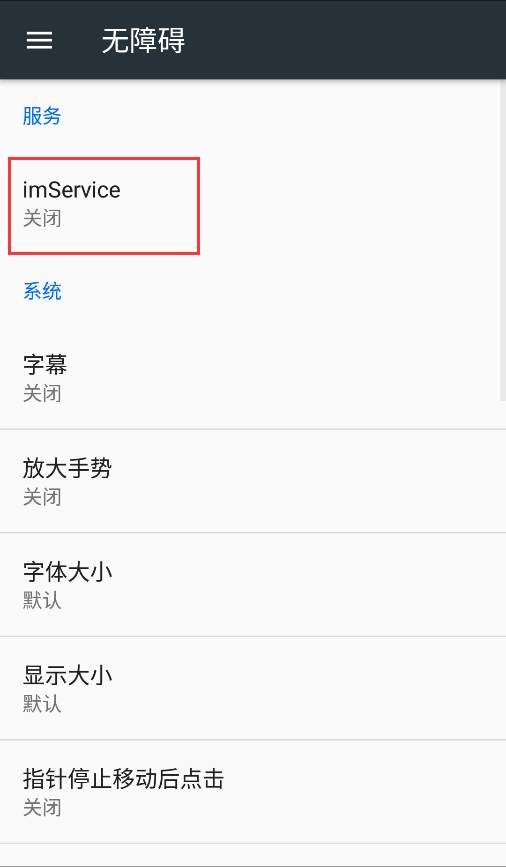 无障碍
服务
imService
关闭
系统
字幕
关闭
放大手势
关闭
字体大小
默认
显示大小
默认
指针停止移动后点击
关闭